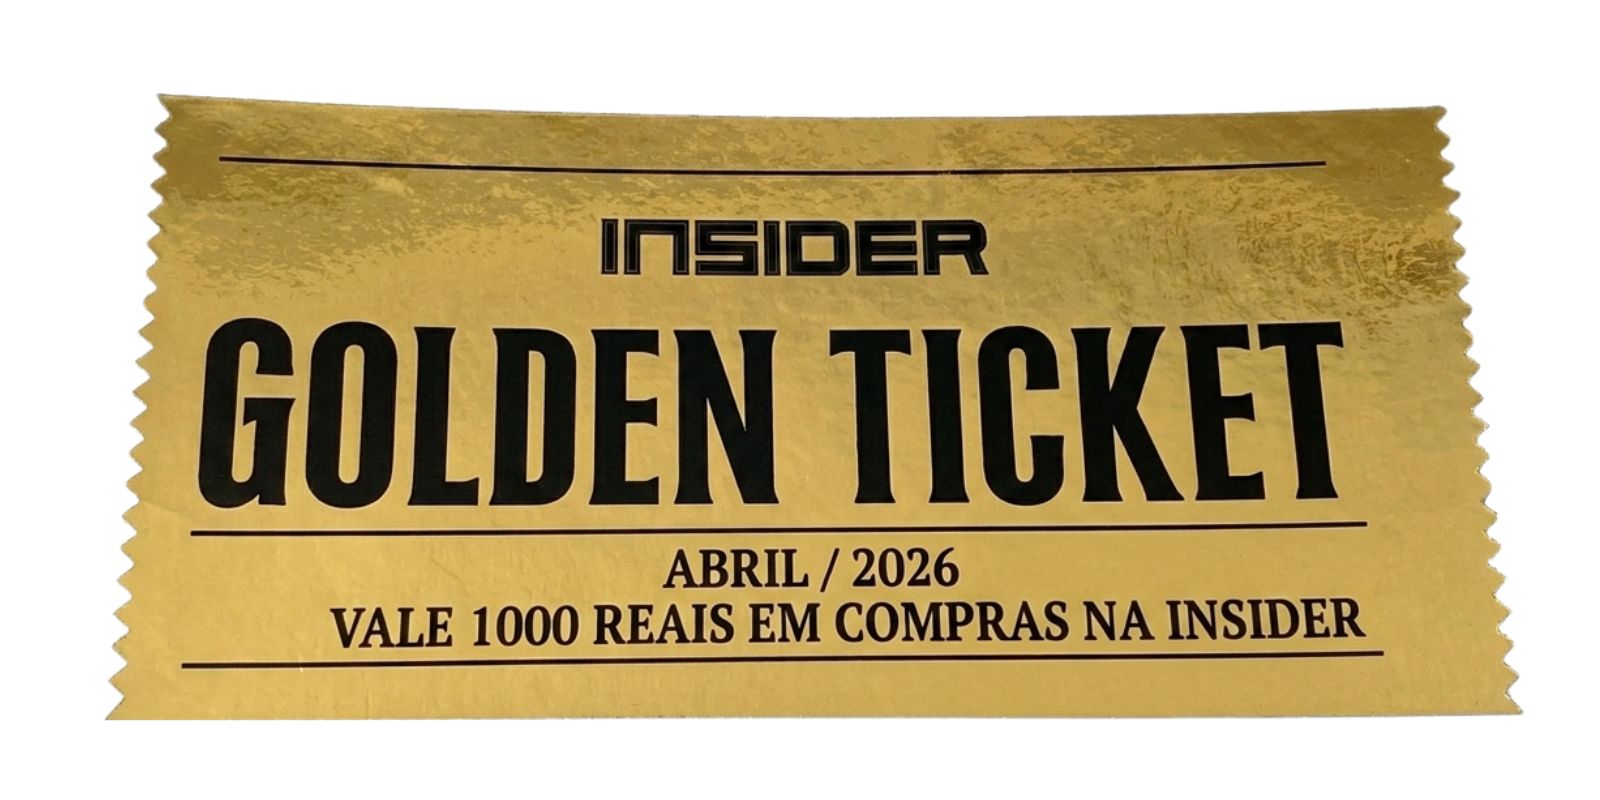 INSIDER
GOLDEN TICKET
ABRIL / 2026
VALE 1000 REAIS EM COMPRAS NA INSIDER